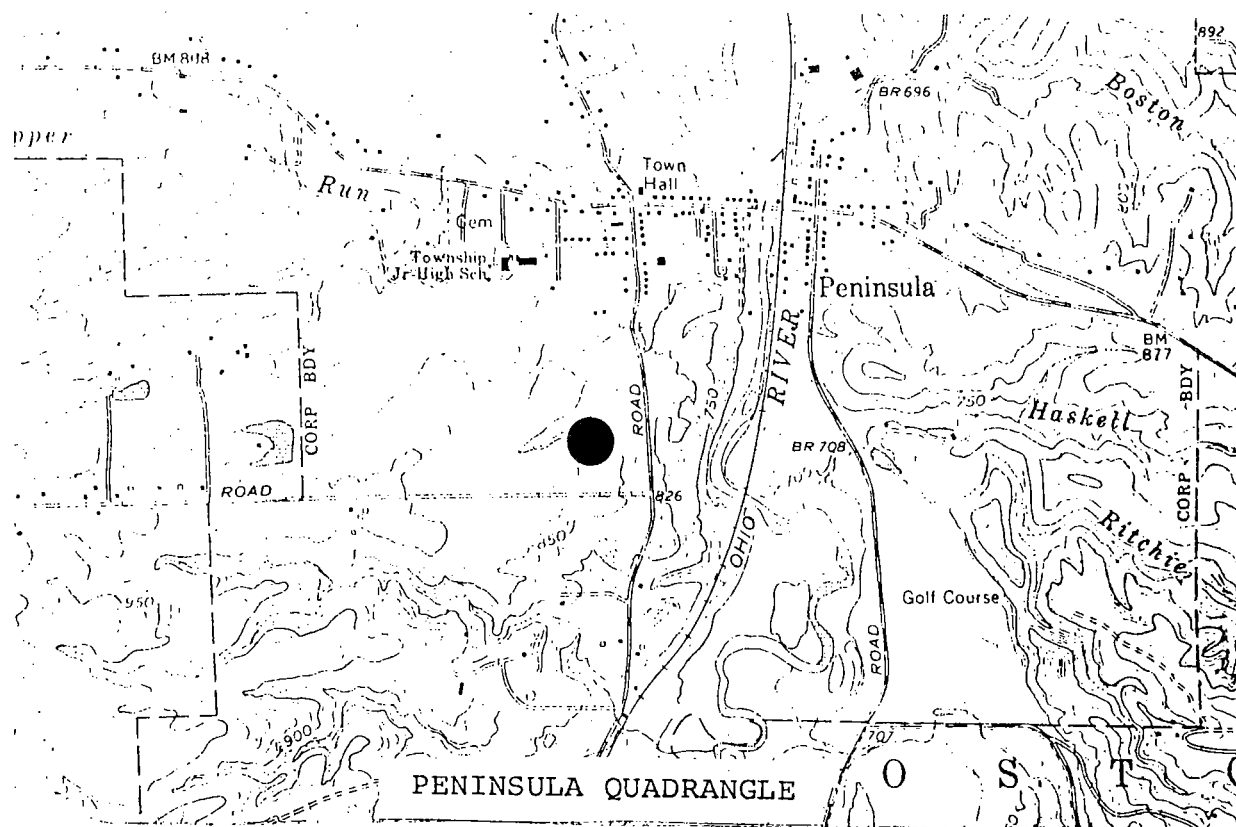 892
BM 808
BR 696
Boston
pper
Run
Town
Hall
Cem
Township
Jr-High Sch
Peninsula
RIVER
BM
877
CORP BDY
ROAD
750
750
Haskell
BDY
CORP
BR 708
ROAD
826
OHIO
Ritchie
950
Golf Course
ROAD
900
707
PENINSULA QUADRANGLE
O S T